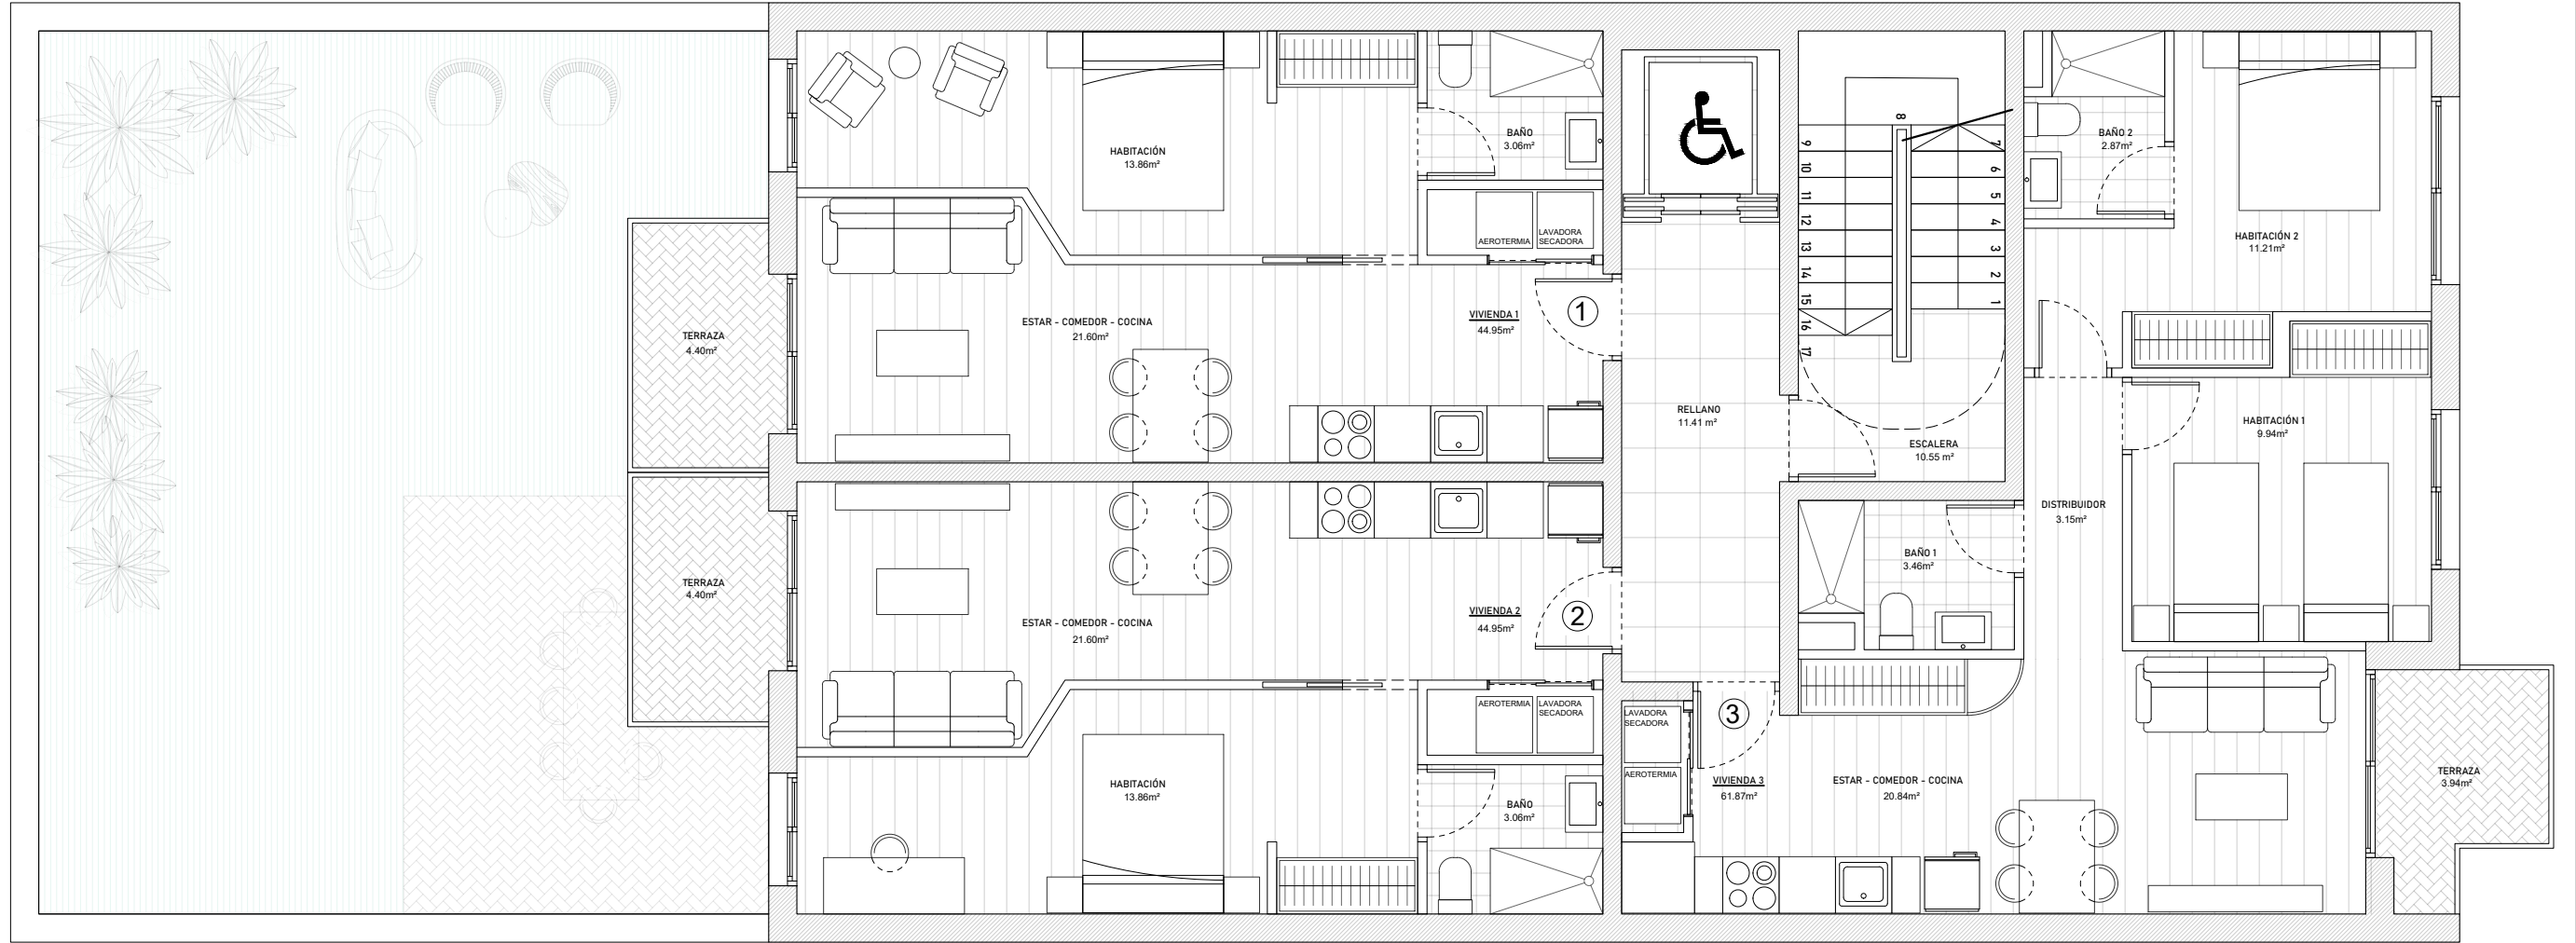 HABITACIÓN
13.86m²
BAÑO
3.06m²
AEROTERMIA
LAVADORA
SECADORA
TERRAZA
4.40m²
ESTAR - COMEDOR - COCINA
21.60m²
VIVIENDA 1
44.95m²
1
TERRAZA
4.40m²
ESTAR - COMEDOR - COCINA
21.60m²
VIVIENDA 2
44.95m²
2
HABITACIÓN
13.86m²
AEROTERMIA
LAVADORA
SECADORA
BAÑO
3.06m²
RELLANO
11.41 m²
8
9
10
11
12
13
14
15
16
17
7
6
5
4
3
2
1
ESCALERA
10.55 m²
BAÑO 2
2.87m²
HABITACIÓN 2
11.21m²
HABITACIÓN 1
9.94m²
DISTRIBUIDOR
3.15m²
BAÑO 1
3.46m²
LAVADORA
SECADORA
AEROTERMIA
3
VIVIENDA 3
61.87m²
ESTAR - COMEDOR - COCINA
20.84m²
TERRAZA
3.94m²